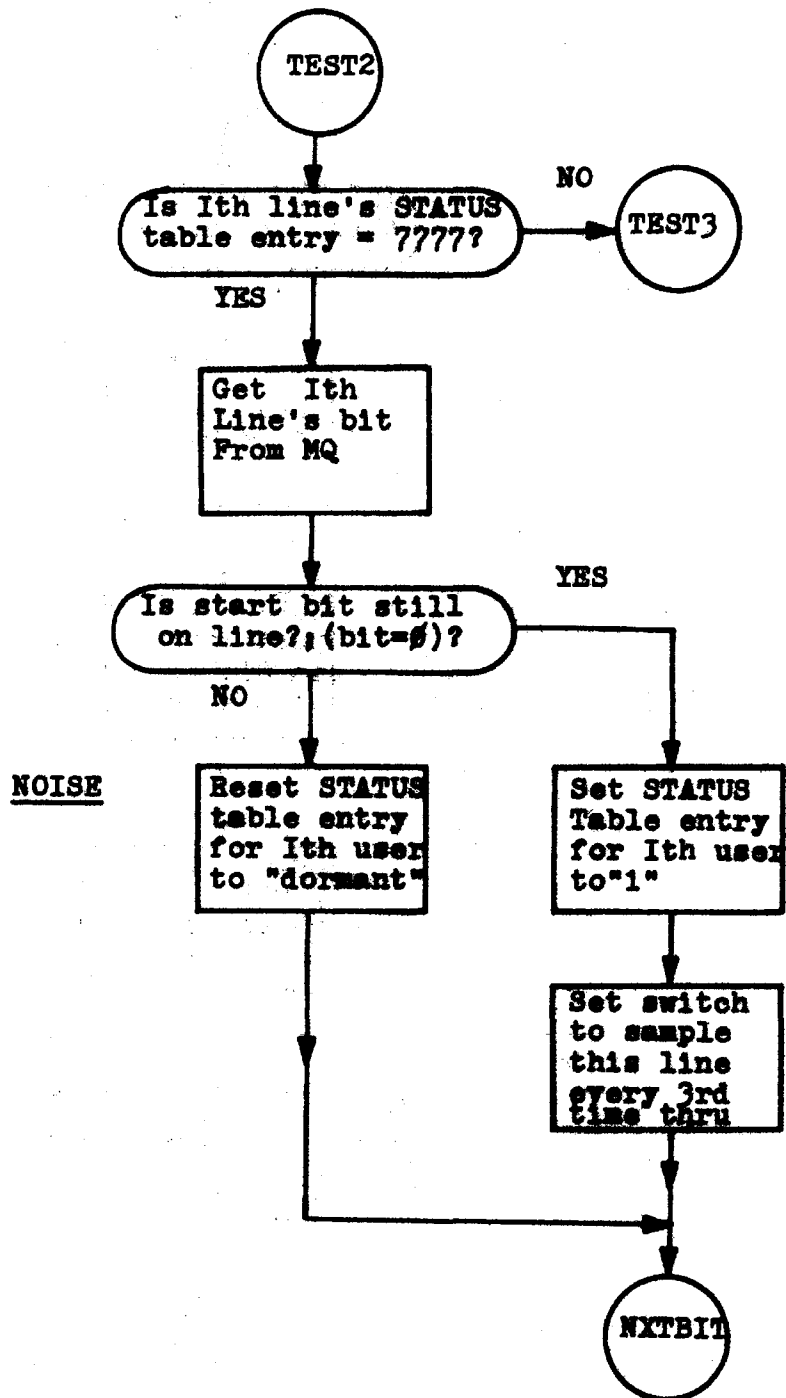 TEST2
Is Ith line's STATUS
table entry = 7777?
NO
TEST3
YES
Get Ith
Line's bit
From MQ
Is start bit still
on line?;(bit=Ø)?
YES
NO
NOISE
Reset STATUS
table entry
for Ith user
to "dormant"
Set STATUS
Table entry
for Ith user
to"1"
Set switch
to sample
this line
every 3rd
time thru
NXTBIT